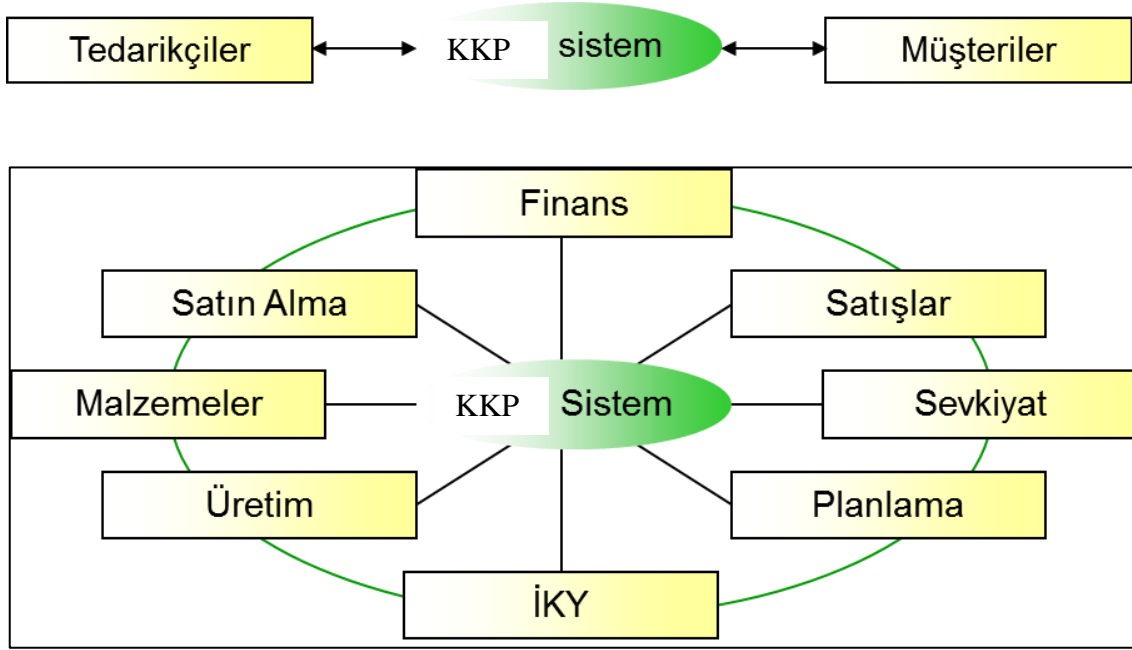 Tedarikçiler
KKP sistem
Müşteriler
Finans
Satın Alma
Satışlar
Malzemeler
KKP Sistem
Sevkiyat
Üretim
Planlama
İKY